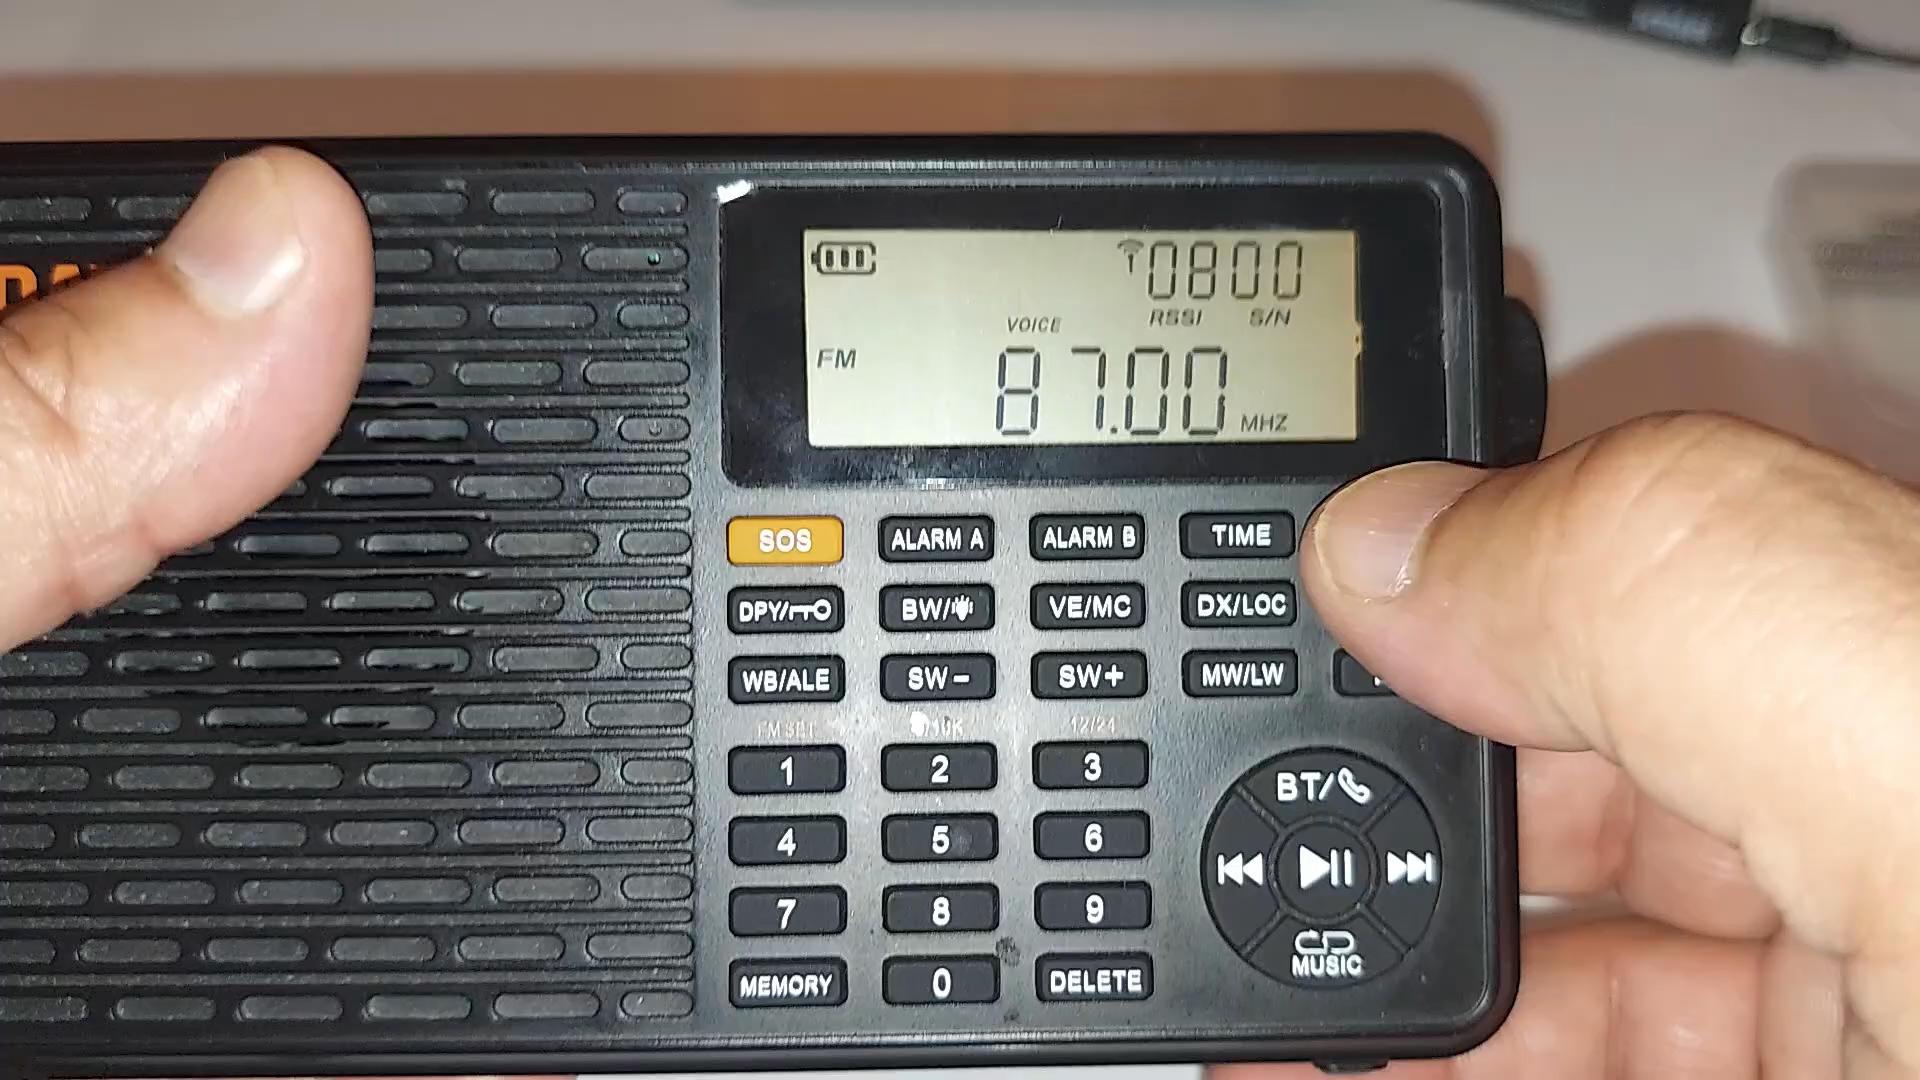 0800
RSSI S/N
VOICE
FM 87.00 MHZ
SOS ALARM A ALARM B TIME
DPY/ BW/ VE/MC DX/LOC
WB/ALE SW- SW+ MW/LW
FM SET 12/24
1 2 3
BT/
4 5 6
7 8 9
MUSIC
MEMORY 0 DELETE